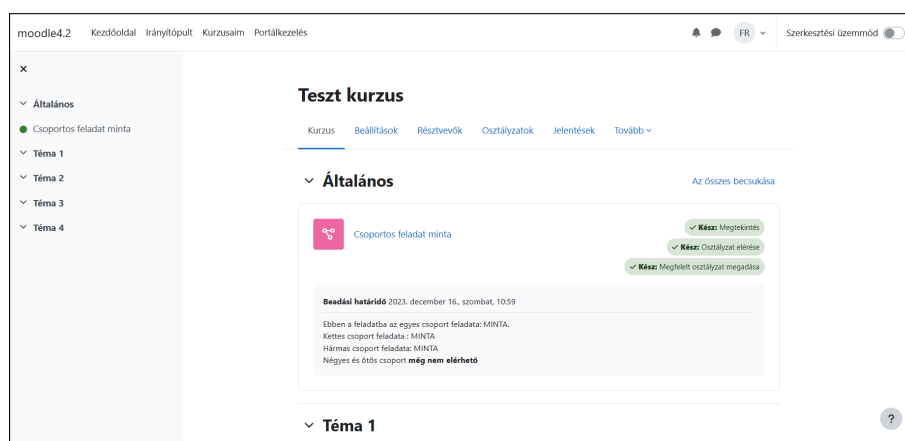 moodle4.2 Kezdőoldal Irányítópult Kurzusaim Portálkezelés FR Szerkesztési üzemmód
Általános
Csoportos feladat minta
Téma 1
Téma 2
Téma 3
Téma 4
Teszt kurzus
Kurzus Beállítások Résztvevők Osztályzatok Jelentések Tovább
Általános Az összes becsukása
Csoportos feladat minta
Kész: Megtekintés
Kész: Osztályzat elérése
Kész: Megfelelt osztályzat megadása
Beadási határidő 2023. december 16., szombat, 10:59
Ebben a feladatba az egyes csoport feladata: MINTA.
Kettes csoport feladata : MINTA
Hármas csoport feladata: MINTA
Négyes és ötös csoport még nem elérhető
Téma 1
?